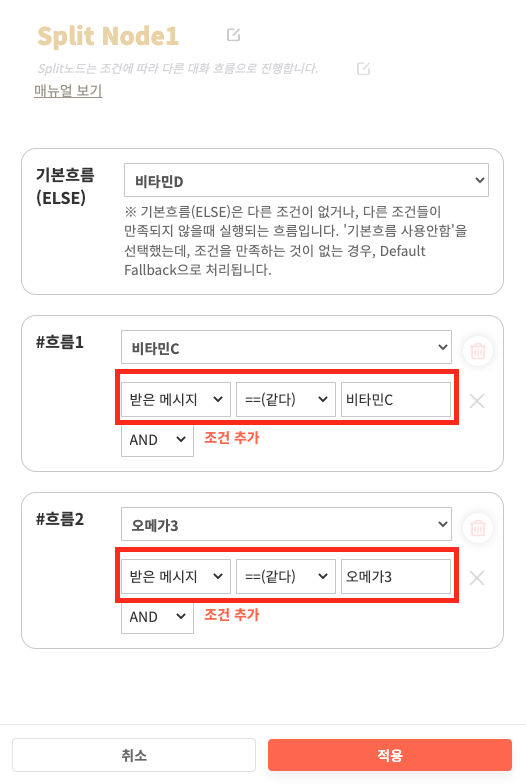 Split Node1
Split노드는 조건에 따라 다른 대화 흐름으로 진행합니다.
매뉴얼 보기
기본흐름
(ELSE)
비타민D
※ 기본흐름(ELSE)은 다른 조건이 없거나, 다른 조건들이
만족되지 않을때 실행되는 흐름입니다. '기본흐름 사용안함'을
선택했는데, 조건을 만족하는 것이 없는 경우, Default
Fallback으로 처리됩니다.
#흐름1
비타민C
받은 메시지 ==(같다) 비타민C
AND 조건 추가
#흐름2
오메가3
받은 메시지 ==(같다) 오메가3
AND 조건 추가
취소 적용